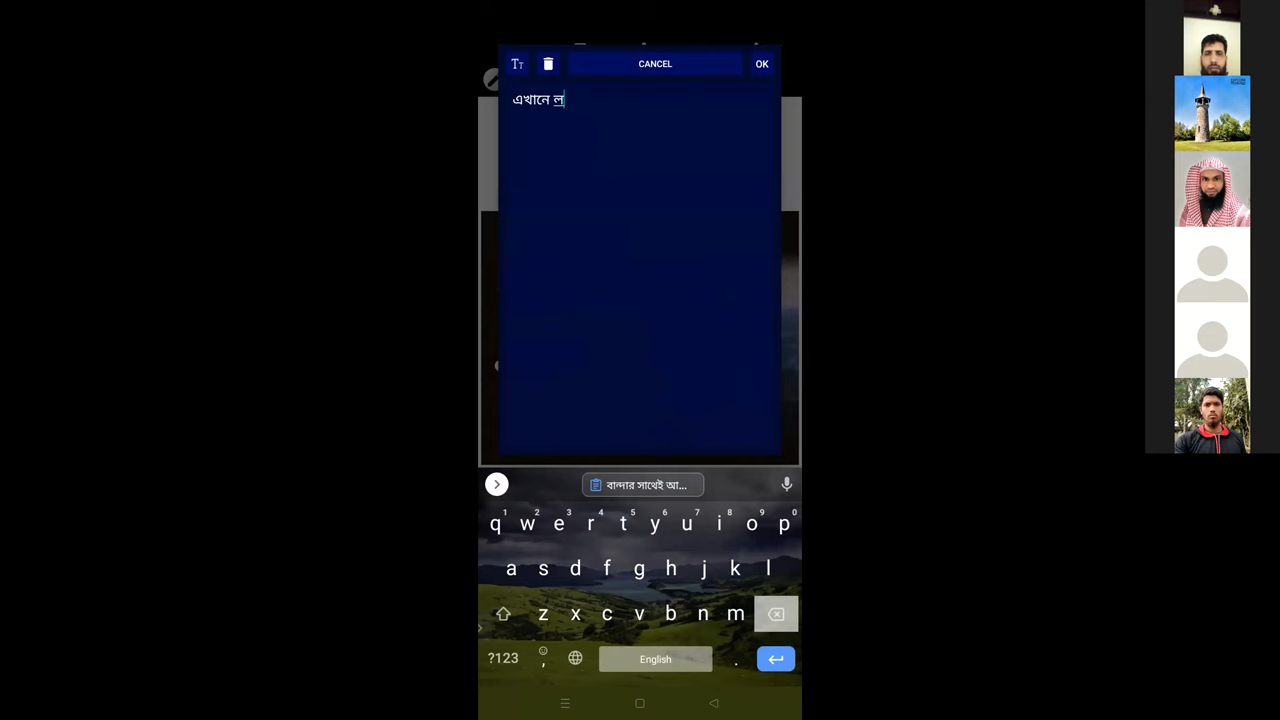 Tт CANCEL OK
এখানে ল
বান্দার সাথেই আ...
1 2 3 4 5 6 7 8 9 0
q w e r t y u i o p
a s d f g h j k l
z x c v b n m
?123 , English .